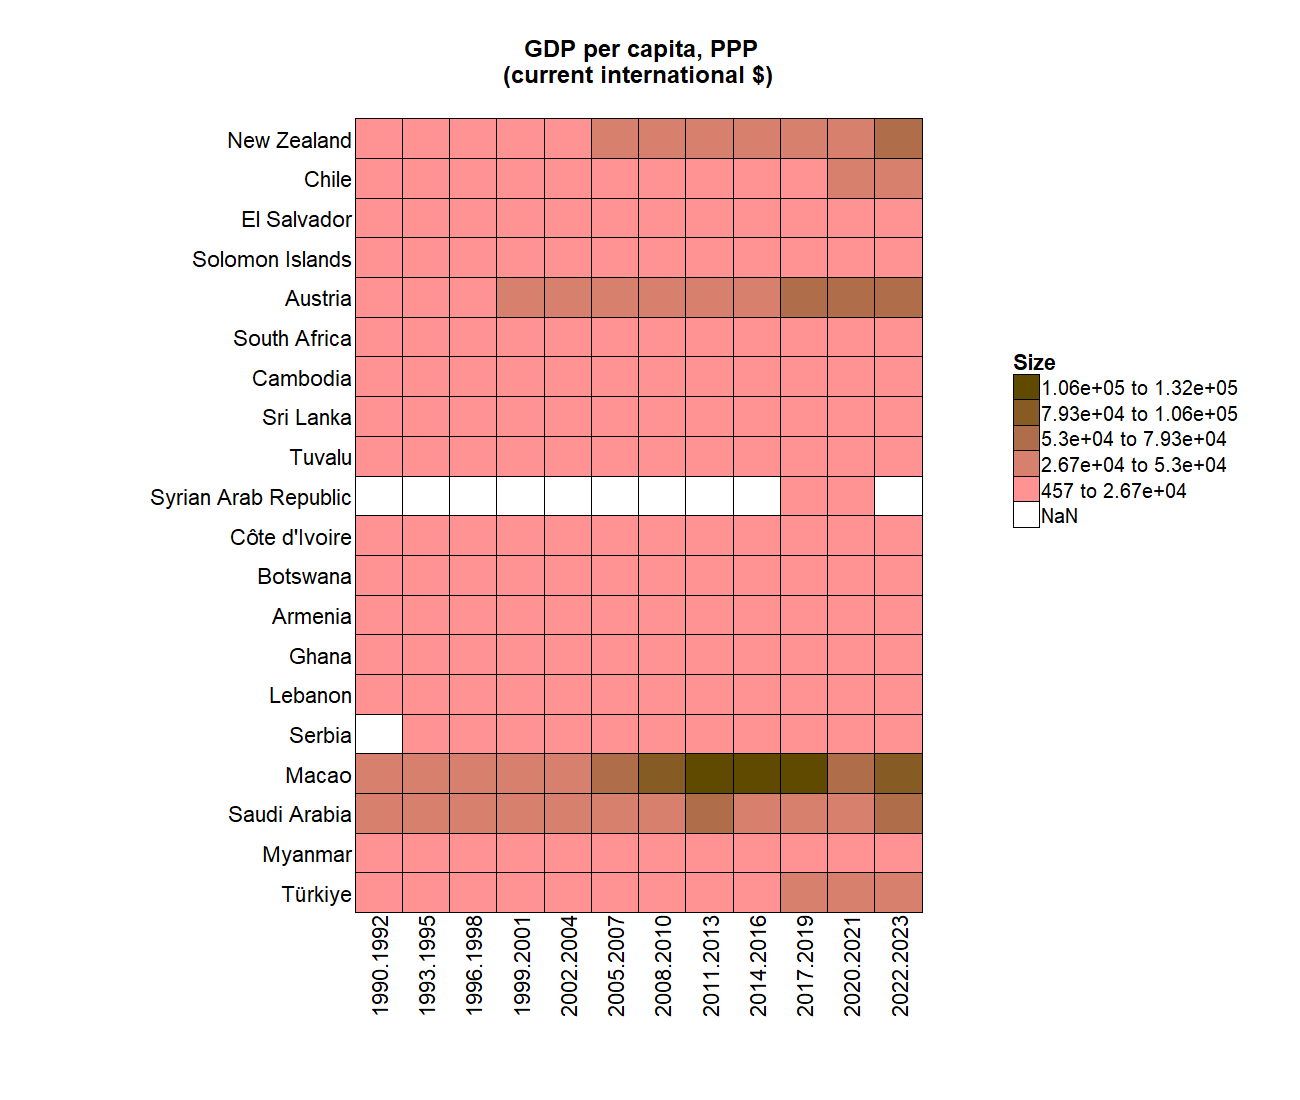 GDP per capita, PPP
(current international $)
New Zealand
Chile
El Salvador
Solomon Islands
Austria
South Africa
Cambodia
Sri Lanka
Tuvalu
Syrian Arab Republic
Côte d'Ivoire
Botswana
Armenia
Ghana
Lebanon
Serbia
Macao
Saudi Arabia
Myanmar
Türkiye
1990.1992
1993.1995
1996.1998
1999.2001
2002.2004
2005.2007
2008.2010
2011.2013
2014.2016
2017.2019
2020.2021
2022.2023
Size
1.06e+05 to 1.32e+05
7.93e+04 to 1.06e+05
5.3e+04 to 7.93e+04
2.67e+04 to 5.3e+04
457 to 2.67e+04
NaN